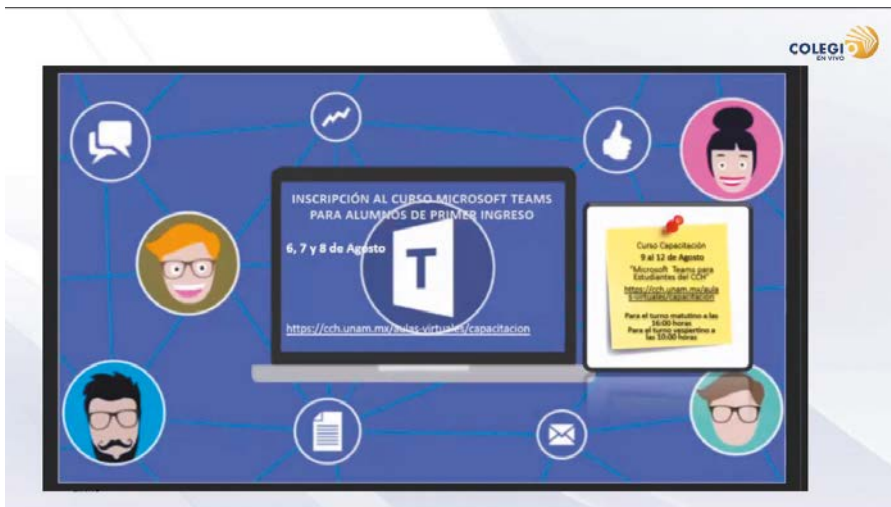 COLEGIO
EN VIVO
INSCRIPCIÓN AL CURSO MICROSOFT TEAMS
PARA ALUMNOS DE PRIMER INGRESO
6, 7 y 8 de Agosto
T
https://cch.unam.mx/aulas-virtuales/capacitacion
Curso Capacitación
9 al 12 de Agosto
"Microsoft Teams para
Estudiantes del CCH"
https://cch.unam.mx/aula
s-virtuales/capacitacion
Para el turno matutino a las
16:00 horas
Para el turno vespertino a
las 10:00 horas